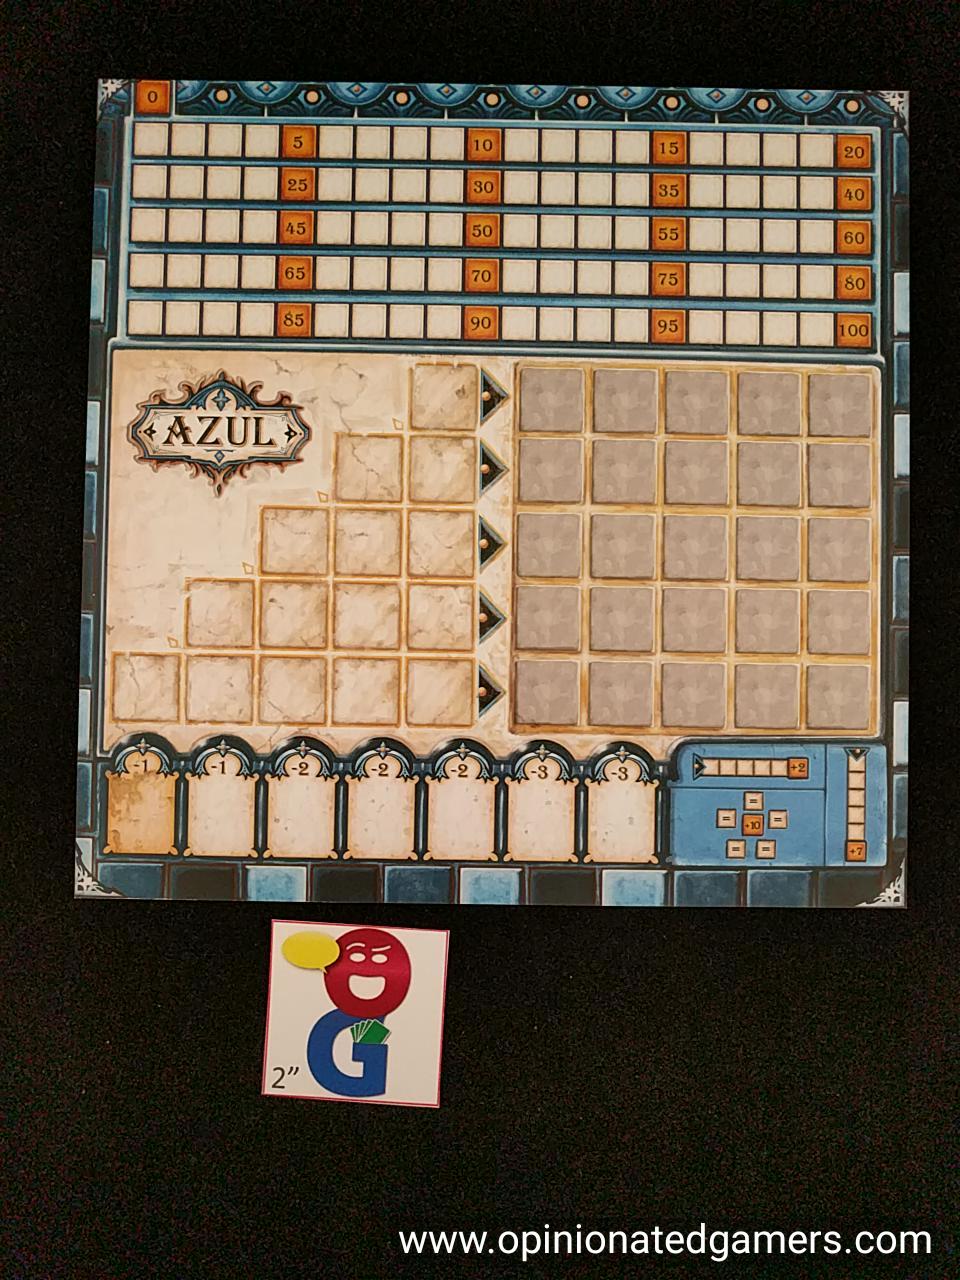 0
5 10 15 20
25 30 35 40
45 50 55 60
65 70 75 80
85 90 95 100
AZUL
-1 -1 -2 -2 -2 -3 -3
+2
=
= +10 =
= =
+7
G
2”
www.opinionatedgamers.com